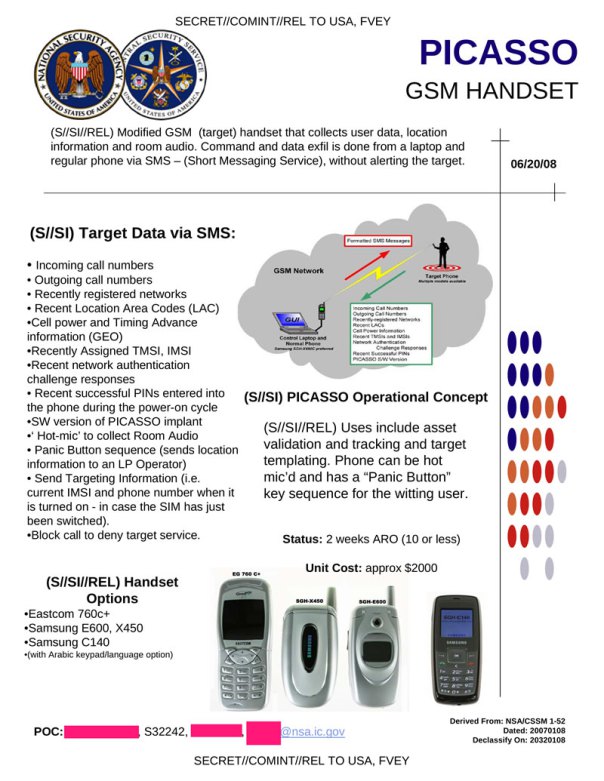 SECRET//COMINT//REL TO USA, FVEY
NATIONAL SECURITY AGENCY
UNITED STATES OF AMERICA
CENTRAL SECURITY SERVICE
UNITED STATES OF AMERICA
PICASSO
GSM HANDSET
(S//SI//REL) Modified GSM (target) handset that collects user data, location
information and room audio. Command and data exfil is done from a laptop and
regular phone via SMS – (Short Messaging Service), without alerting the target.
06/20/08
(S//SI) Target Data via SMS:
• Incoming call numbers
• Outgoing call numbers
• Recently registered networks
• Recent Location Area Codes (LAC)
•Cell power and Timing Advance
information (GEO)
•Recently Assigned TMSI, IMSI
•Recent network authentication
challenge responses
• Recent successful PINs entered into
the phone during the power-on cycle
•SW version of PICASSO implant
•‘ Hot-mic’ to collect Room Audio
• Panic Button sequence (sends location
information to an LP Operator)
• Send Targeting Information (i.e.
current IMSI and phone number when it
is turned on - in case the SIM has just
been switched).
•Block call to deny target service.
Formatted SMS Messages
GSM Network
Target Phone
Multiple models available
GUI
Control Laptop and
Normal Phone
Incoming Call Numbers
Outgoing Call Numbers
Recently-registered Networks
Recent LACs
Cell Power Information
Recent TMSIs and IMSIs
Network Authentication
Challenge Responses
Recent Successful PINs
PICASSO S/W Version
(S//SI) PICASSO Operational Concept
(S//SI//REL) Uses include asset
validation and tracking and target
templating. Phone can be hot
mic’d and has a “Panic Button”
key sequence for the witting user.
Status: 2 weeks ARO (10 or less)
Unit Cost: approx $2000
(S//SI//REL) Handset
Options
•Eastcom 760c+
•Samsung E600, X450
•Samsung C140
•(with Arabic keypad/language option)
EG 760 C+
SGH-X450
SGH-E600
SGH-C140
EASTCOM
SAMSUNG
POC: , S32242, , @nsa.ic.gov
Derived From: NSA/CSSM 1-52
Dated: 20070108
Declassify On: 20320108
SECRET//COMINT//REL TO USA, FVEY